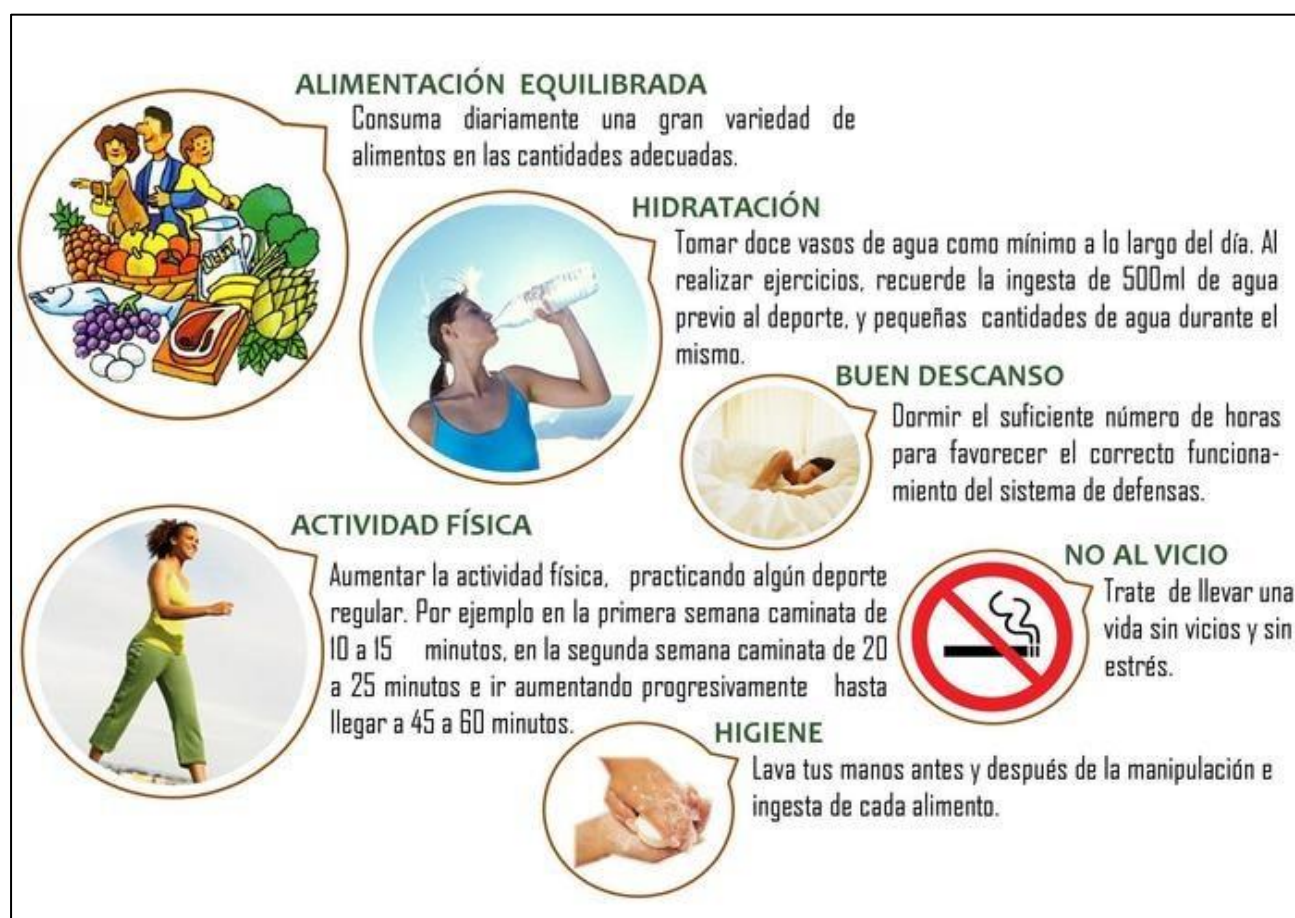 ALIMENTACIÓN EQUILIBRADA
Consuma diariamente una gran variedad de
alimentos en las cantidades adecuadas.
HIDRATACIÓN
Tomar doce vasos de agua como mínimo a lo largo del día. Al
realizar ejercicios, recuerde la ingesta de 500ml de agua
previo al deporte, y pequeñas cantidades de agua durante el
mismo.
BUEN DESCANSO
Dormir el suficiente número de horas
para favorecer el correcto funciona-
miento del sistema de defensas.
ACTIVIDAD FÍSICA
Aumentar la actividad física, practicando algún deporte
regular. Por ejemplo en la primera semana caminata de
10 a 15 minutos, en la segunda semana caminata de 20
a 25 minutos e ir aumentando progresivamente hasta
llegar a 45 a 60 minutos.
NO AL VICIO
Trate de llevar una
vida sin vicios y sin
estrés.
HIGIENE
Lava tus manos antes y después de la manipulación e
ingesta de cada alimento.